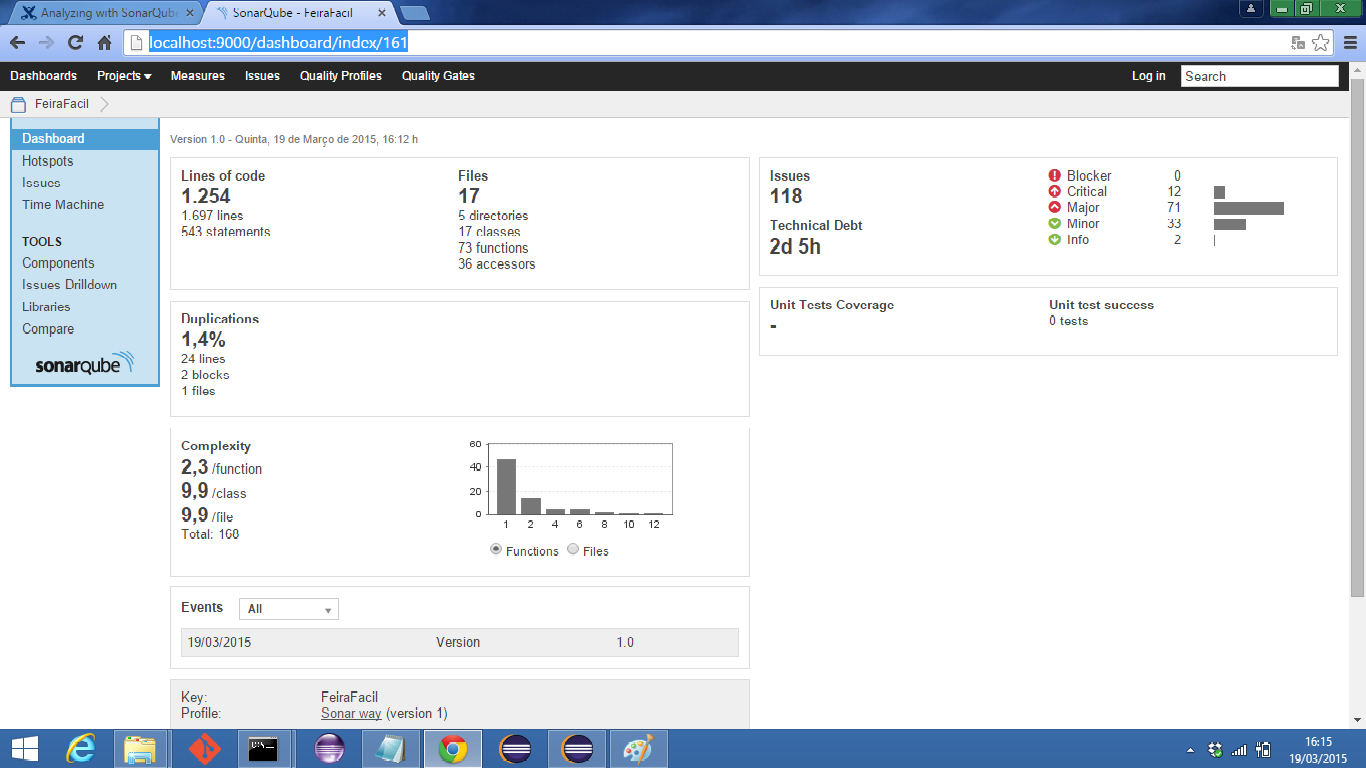 Analyzing with SonarQube
SonarQube - FeiraFacil
localhost:9000/dashboard/index/161
Dashboards Projects Measures Issues Quality Profiles Quality Gates Log in Search
FeiraFacil
Dashboard
Hotspots
Issues
Time Machine
TOOLS
Components
Issues Drilldown
Libraries
Compare
sonarqube
Version 1.0 - Quinta, 19 de Março de 2015, 16:12 h
Lines of code
1.254
1.697 lines
543 statements
Files
17
5 directories
17 classes
73 functions
36 accessors
Duplications
1,4%
24 lines
2 blocks
1 files
Complexity
2,3 /function
9,9 /class
9,9 /file
Total: 168
60
40
20
0
1 2 4 6 8 10 12
Functions Files
Events All
19/03/2015 Version 1.0
Key: FeiraFacil
Profile: Sonar way (version 1)
Issues
118
Technical Debt
2d 5h
Blocker 0
Critical 12
Major 71
Minor 33
Info 2
Unit Tests Coverage
-
Unit test success
0 tests
16:15
19/03/2015